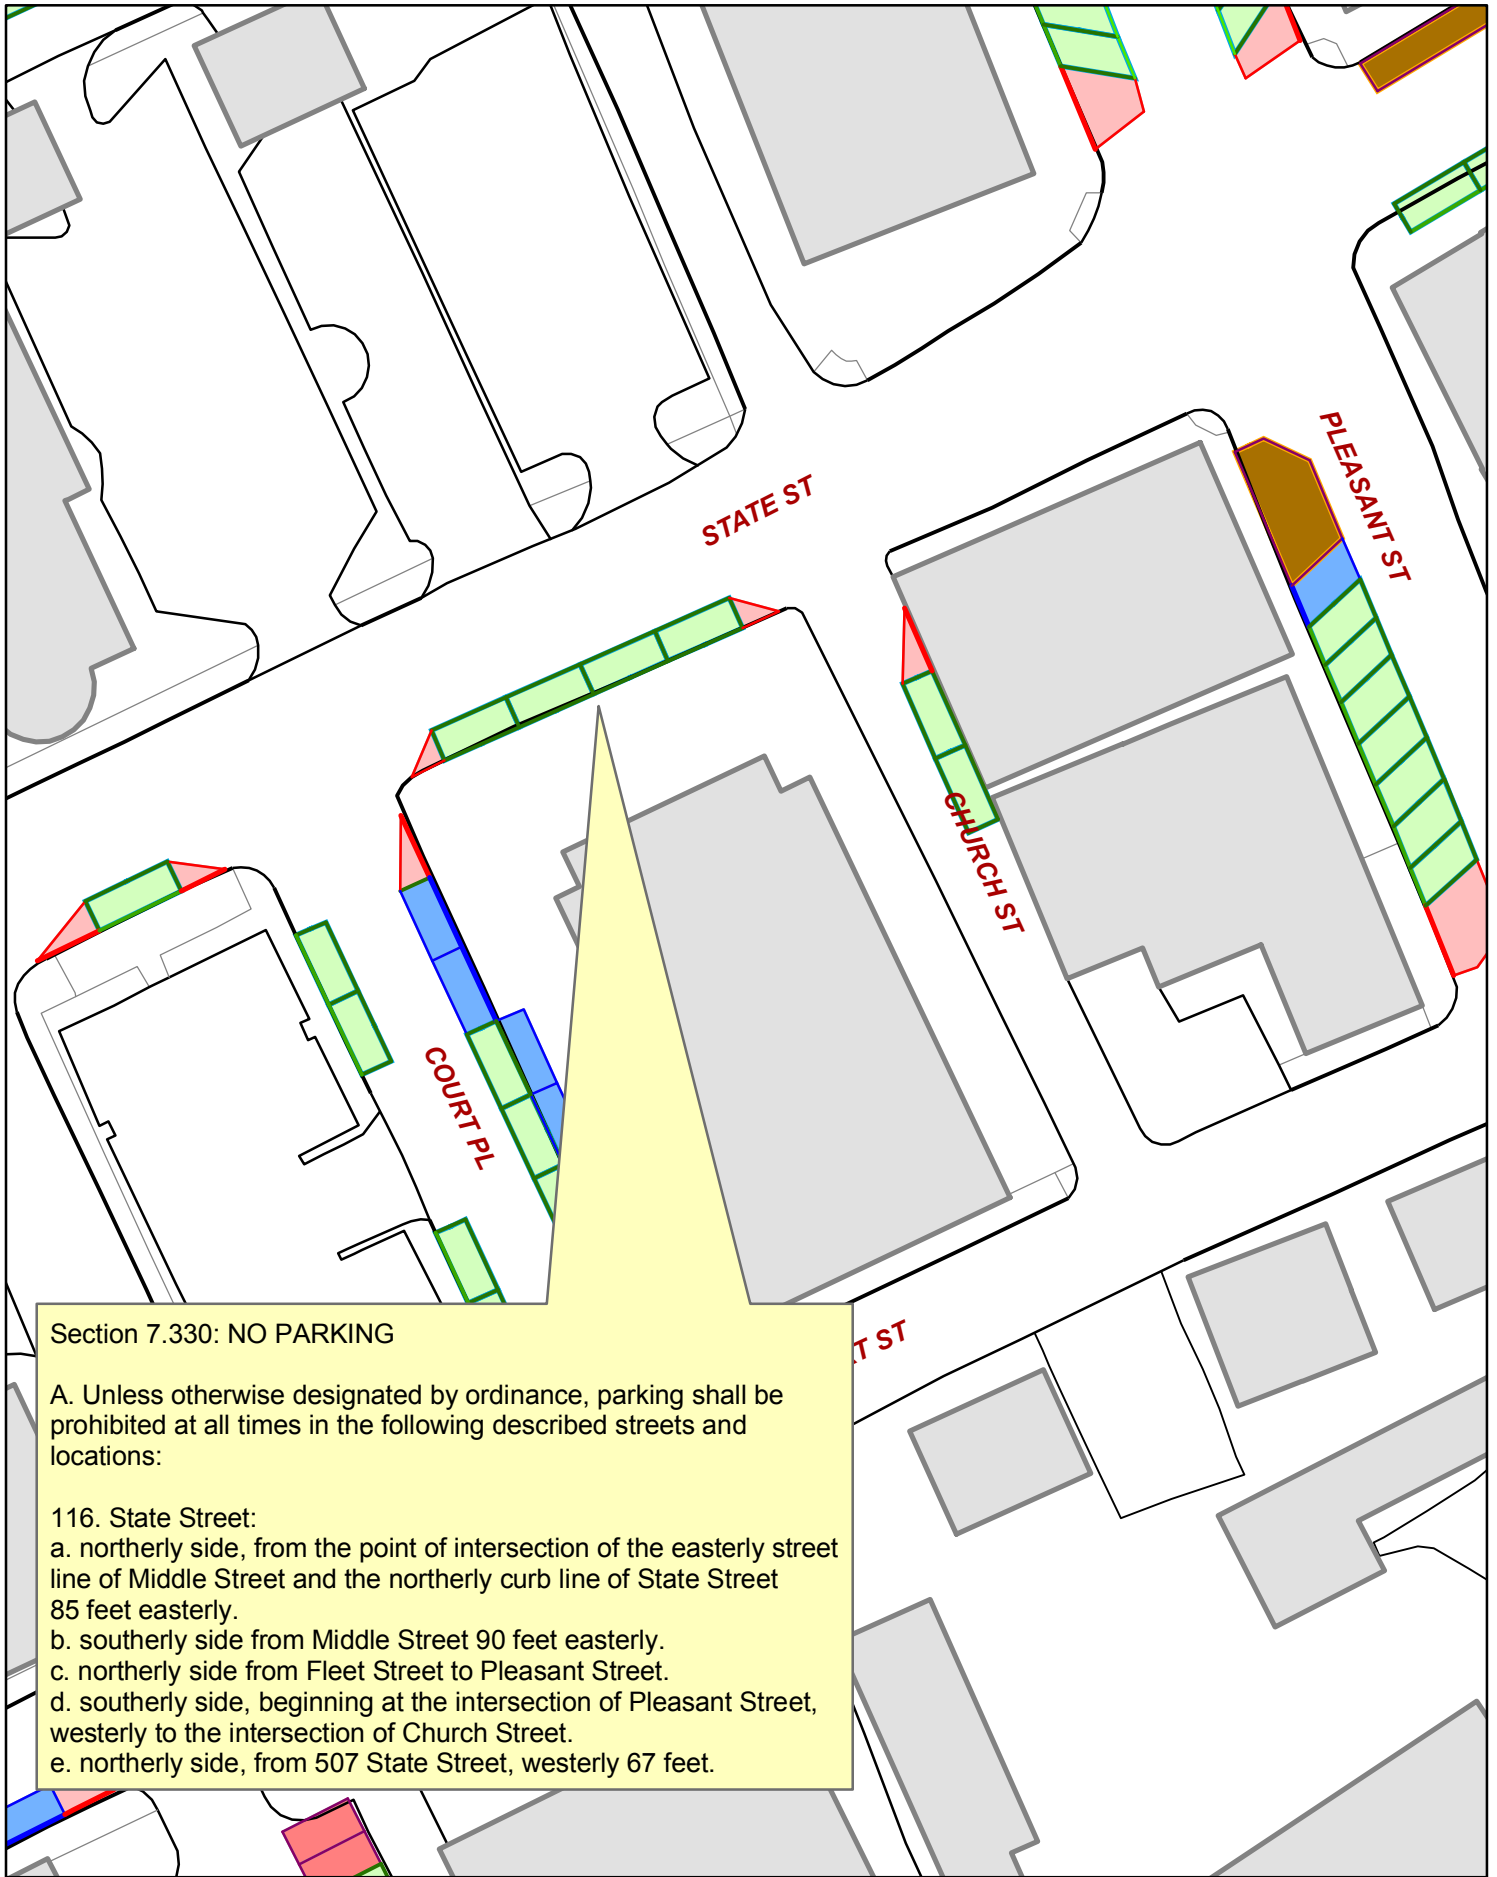 STATE ST
PLEASANT ST
CHURCH ST
COURT PL
T ST
Section 7.330: NO PARKING
A. Unless otherwise designated by ordinance, parking shall be
prohibited at all times in the following described streets and
locations:
116. State Street:
a. northerly side, from the point of intersection of the easterly street
line of Middle Street and the northerly curb line of State Street
85 feet easterly.
b. southerly side from Middle Street 90 feet easterly.
c. northerly side from Fleet Street to Pleasant Street.
d. southerly side, beginning at the intersection of Pleasant Street,
westerly to the intersection of Church Street.
e. northerly side, from 507 State Street, westerly 67 feet.